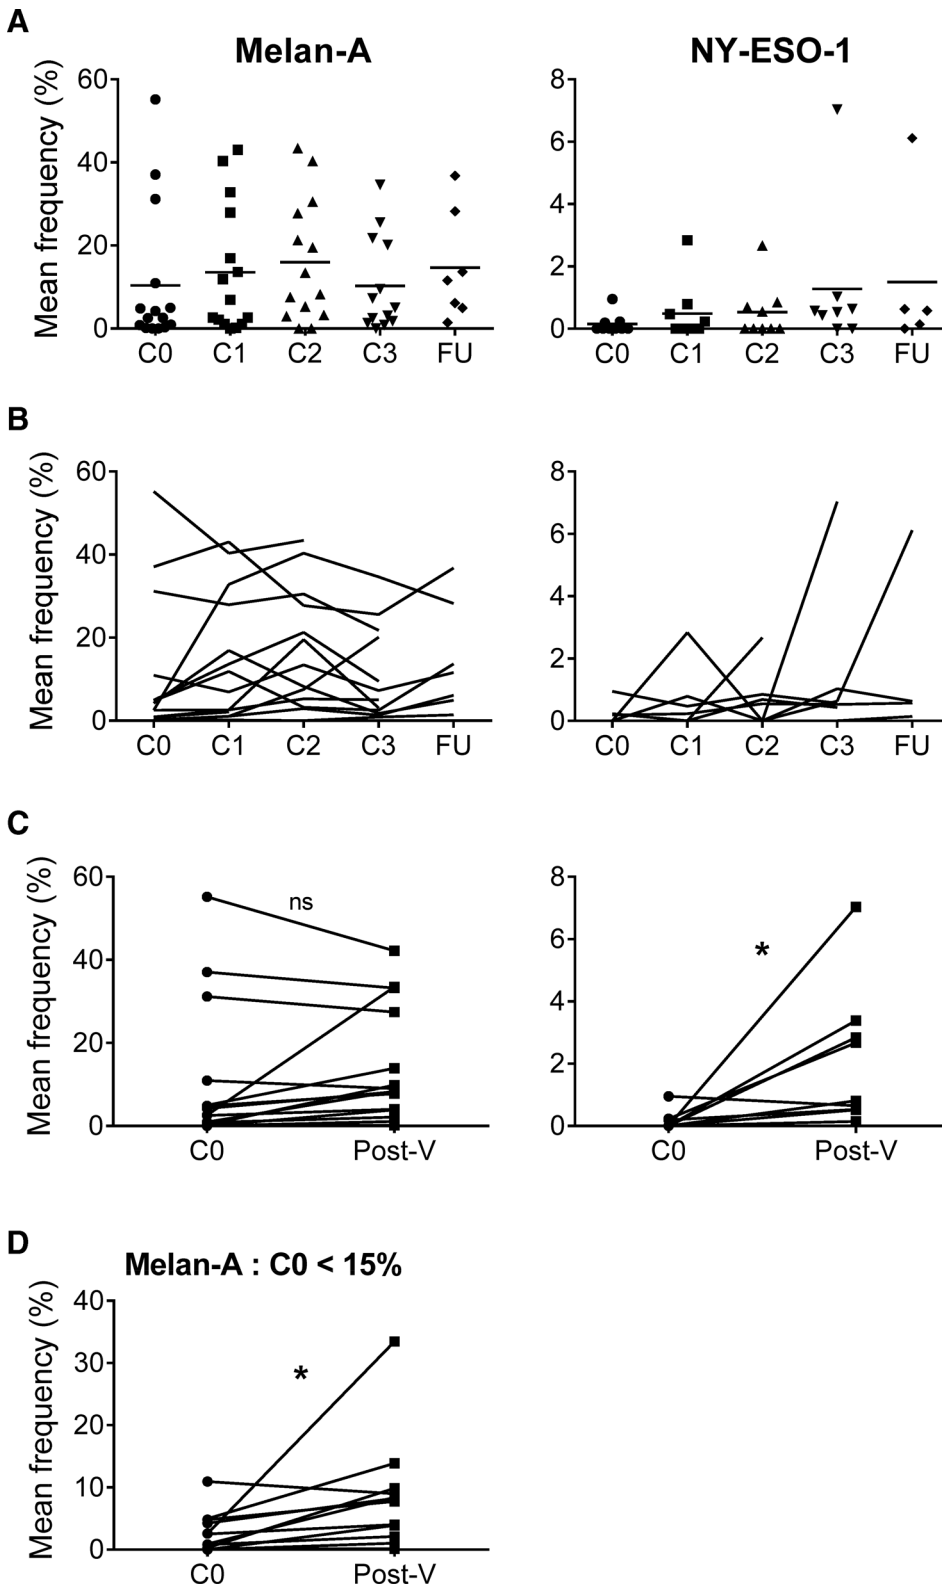 A
Melan-A
NY-ESO-1
Mean frequency (%)
60
40
20
0
C0 C1 C2 C3 FU
8
6
4
2
0
C0 C1 C2 C3 FU
B
Mean frequency (%)
60
40
20
0
C0 C1 C2 C3 FU
8
6
4
2
0
C0 C1 C2 C3 FU
C
Mean frequency (%)
60
40
20
0
ns
C0 Post-V
8
6
4
2
0
*
C0 Post-V
D
Melan-A : C0 < 15%
Mean frequency (%)
40
30
20
10
0
*
C0 Post-V